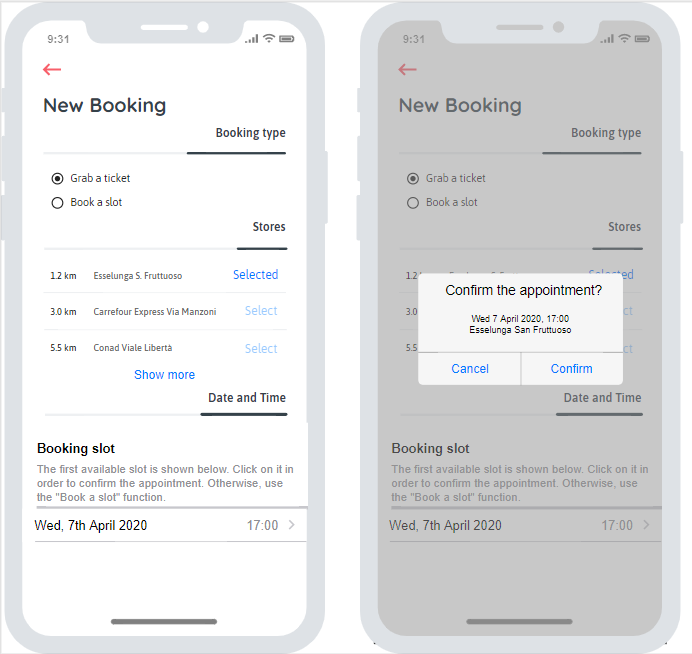 9:31
New Booking
Booking type
Grab a ticket
Book a slot
Stores
1.2 km Esselunga S. Fruttuoso Selected
3.0 km Carrefour Express Via Manzoni Select
5.5 km Conad Viale Libertà Select
Show more
Date and Time
Booking slot
The first available slot is shown below. Click on it in
order to confirm the appointment. Otherwise, use
the "Book a slot" function.
Wed, 7th April 2020 17:00
9:31
New Booking
Booking type
Grab a ticket
Book a slot
Stores
1.2 Selected
3.0 ct
5.5 ct
Confirm the appointment?
Wed 7 April 2020, 17:00
Esselunga San Fruttuoso
Cancel Confirm
Date and Time
Booking slot
The first available slot is shown below. Click on it in
order to confirm the appointment. Otherwise, use
the "Book a slot" function.
Wed, 7th April 2020 17:00